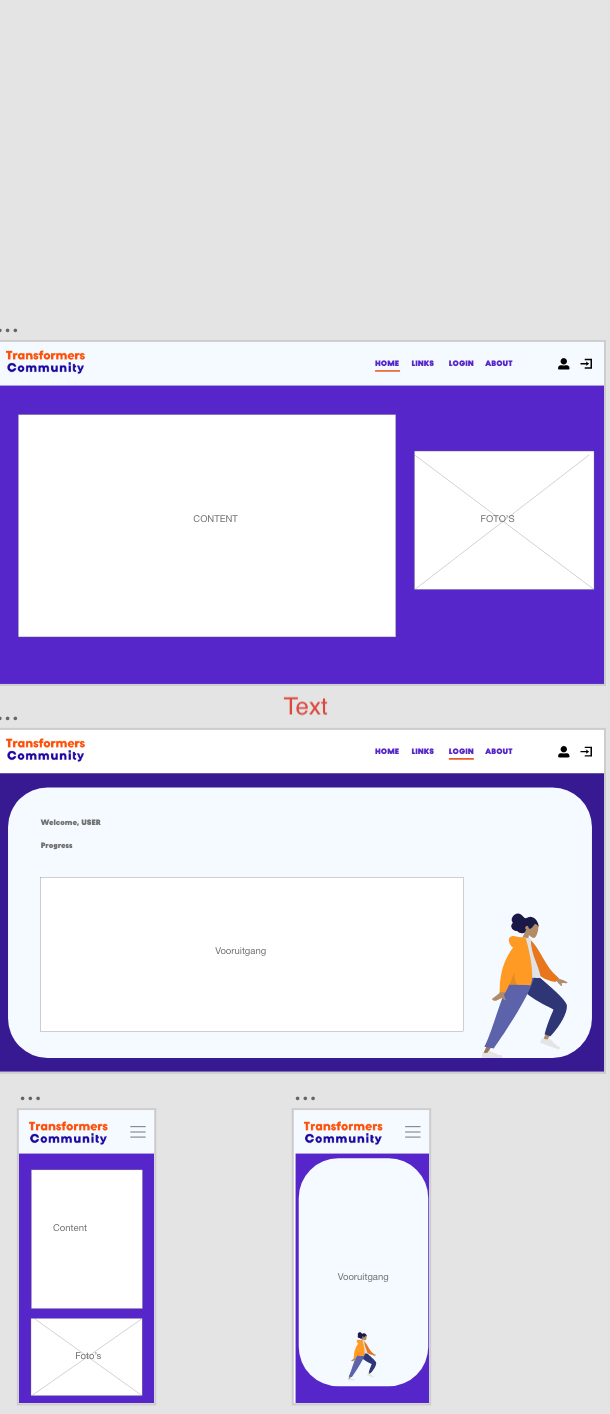 ...
Transformers
Community
HOME LINKS LOGIN ABOUT
CONTENT
FOTO'S
Text
...
Transformers
Community
HOME LINKS LOGIN ABOUT
Welcome, USER
Progress
Vooruitgang
...
Transformers
Community
Content
Foto's
...
Transformers
Community
Vooruitgang